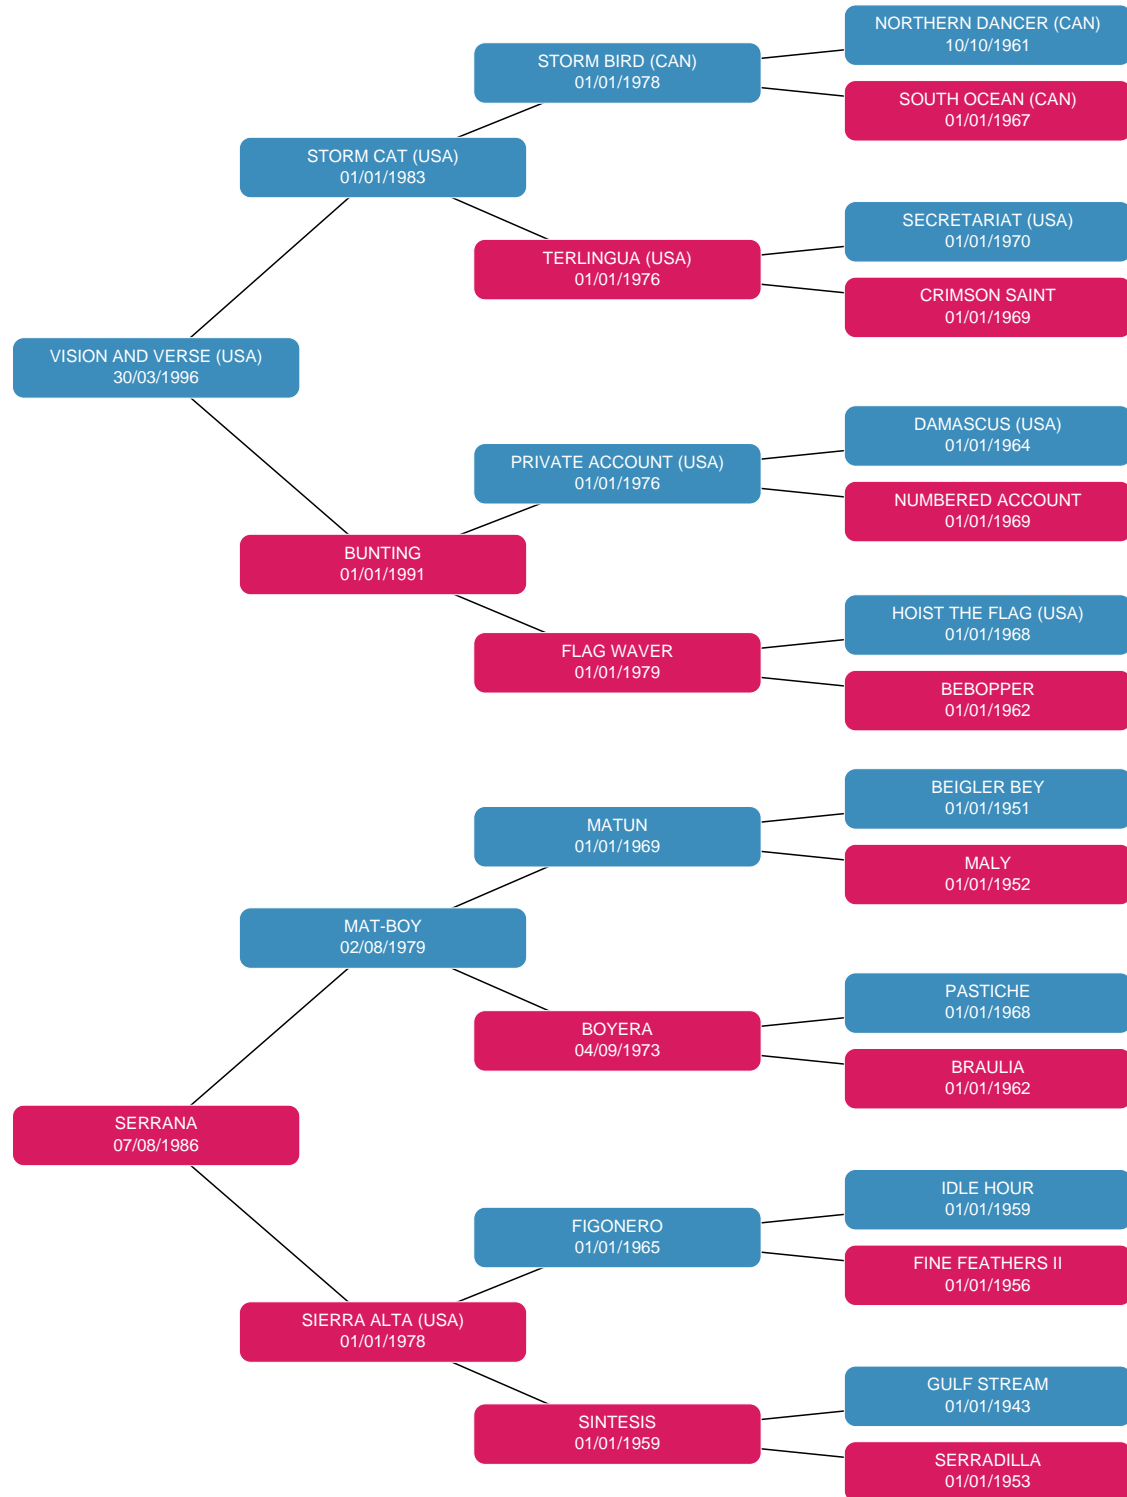 NORTHERN DANCER (CAN)
10/10/1961
STORM BIRD (CAN)
01/01/1978
SOUTH OCEAN (CAN)
01/01/1967
STORM CAT (USA)
01/01/1983
SECRETARIAT (USA)
01/01/1970
TERLINGUA (USA)
01/01/1976
CRIMSON SAINT
01/01/1969
VISION AND VERSE (USA)
30/03/1996
DAMASCUS (USA)
01/01/1964
PRIVATE ACCOUNT (USA)
01/01/1976
NUMBERED ACCOUNT
01/01/1969
BUNTING
01/01/1991
HOIST THE FLAG (USA)
01/01/1968
FLAG WAVER
01/01/1979
BEBOPPER
01/01/1962
BEIGLER BEY
01/01/1951
MATUN
01/01/1969
MALY
01/01/1952
MAT-BOY
02/08/1979
PASTICHE
01/01/1968
BOYERA
04/09/1973
BRAULIA
01/01/1962
SERRANA
07/08/1986
IDLE HOUR
01/01/1959
FIGONERO
01/01/1965
FINE FEATHERS II
01/01/1956
SIERRA ALTA (USA)
01/01/1978
GULF STREAM
01/01/1943
SINTESIS
01/01/1959
SERRADILLA
01/01/1953